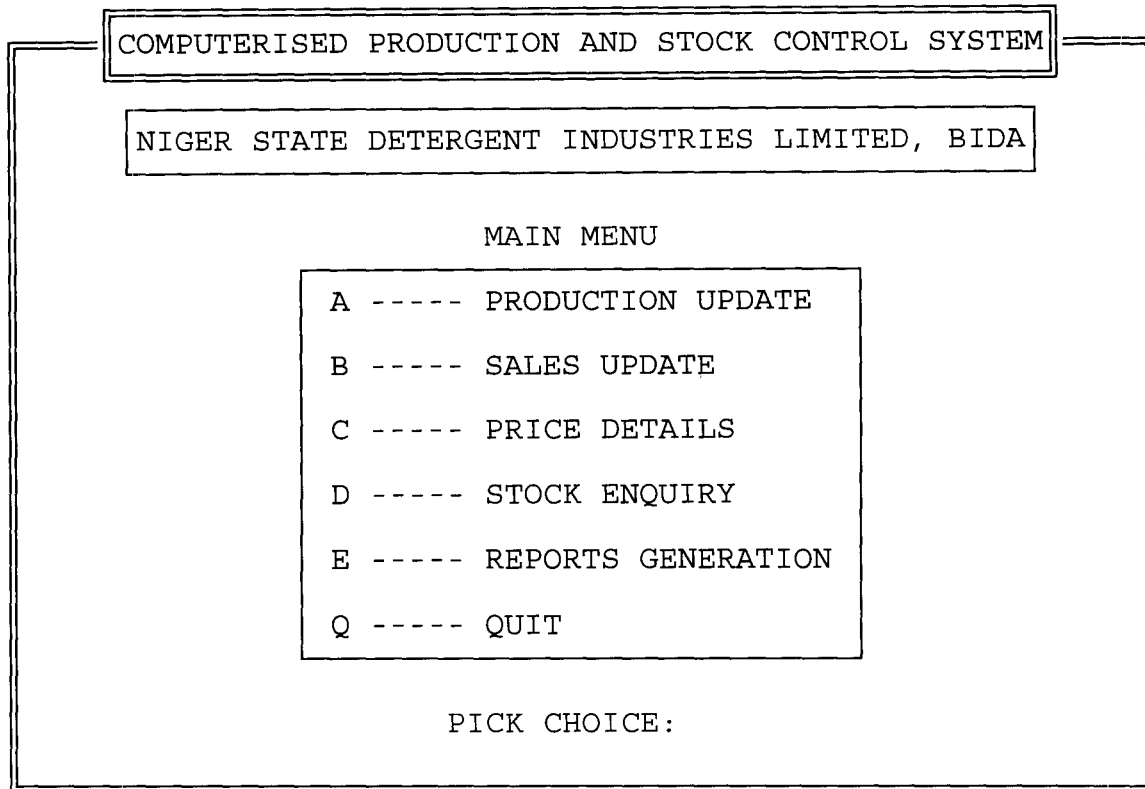 COMPUTERISED PRODUCTION AND STOCK CONTROL SYSTEM
NIGER STATE DETERGENT INDUSTRIES LIMITED, BIDA
MAIN MENU
A ----- PRODUCTION UPDATE
B ----- SALES UPDATE
C ----- PRICE DETAILS
D ----- STOCK ENQUIRY
E ----- REPORTS GENERATION
Q ----- QUIT
PICK CHOICE: